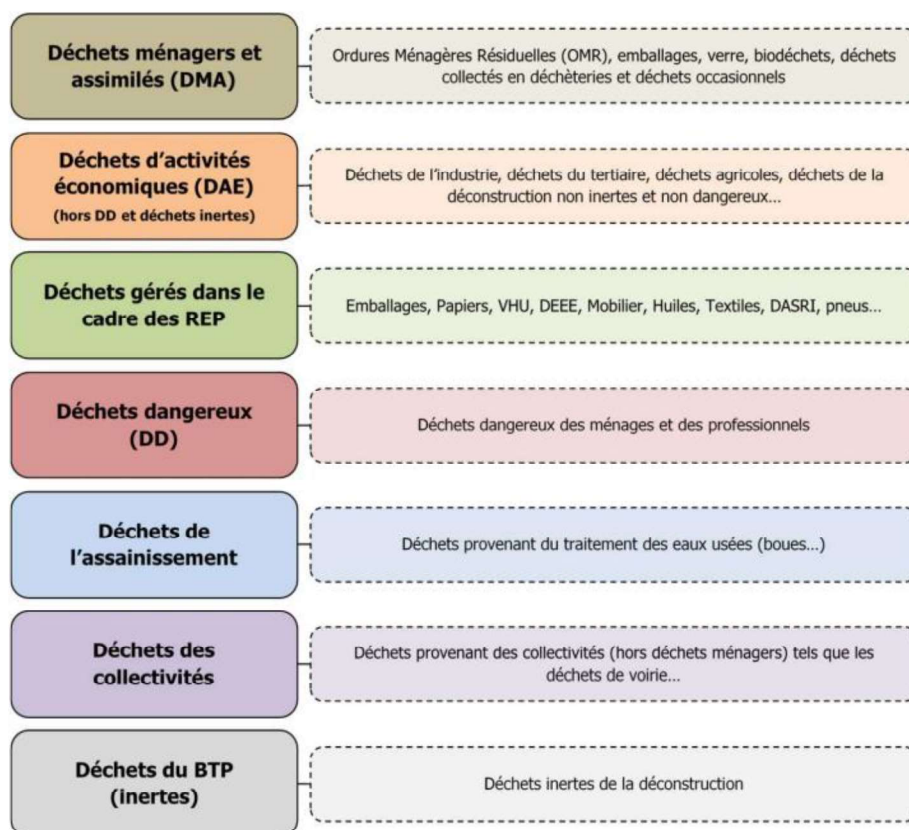 Déchets ménagers et
assimilés (DMA)
Ordures Ménagères Résiduelles (OMR), emballages, verre, biodéchets, déchets
collectés en déchèteries et déchets occasionnels
Déchets d'activités
économiques (DAE)
(hors DD et déchets inertes)
Déchets de l'industrie, déchets du tertiaire, déchets agricoles, déchets de la
déconstruction non inertes et non dangereux...
Déchets gérés dans le
cadre des REP
Emballages, Papiers, VHU, DEEE, Mobilier, Huiles, Textiles, DASRI, pneus...
Déchets dangereux
(DD)
Déchets dangereux des ménages et des professionnels
Déchets de
l'assainissement
Déchets provenant du traitement des eaux usées (boues...)
Déchets des
collectivités
Déchets provenant des collectivités (hors déchets ménagers) tels que les
déchets de voirie...
Déchets du BTP
(inertes)
Déchets inertes de la déconstruction